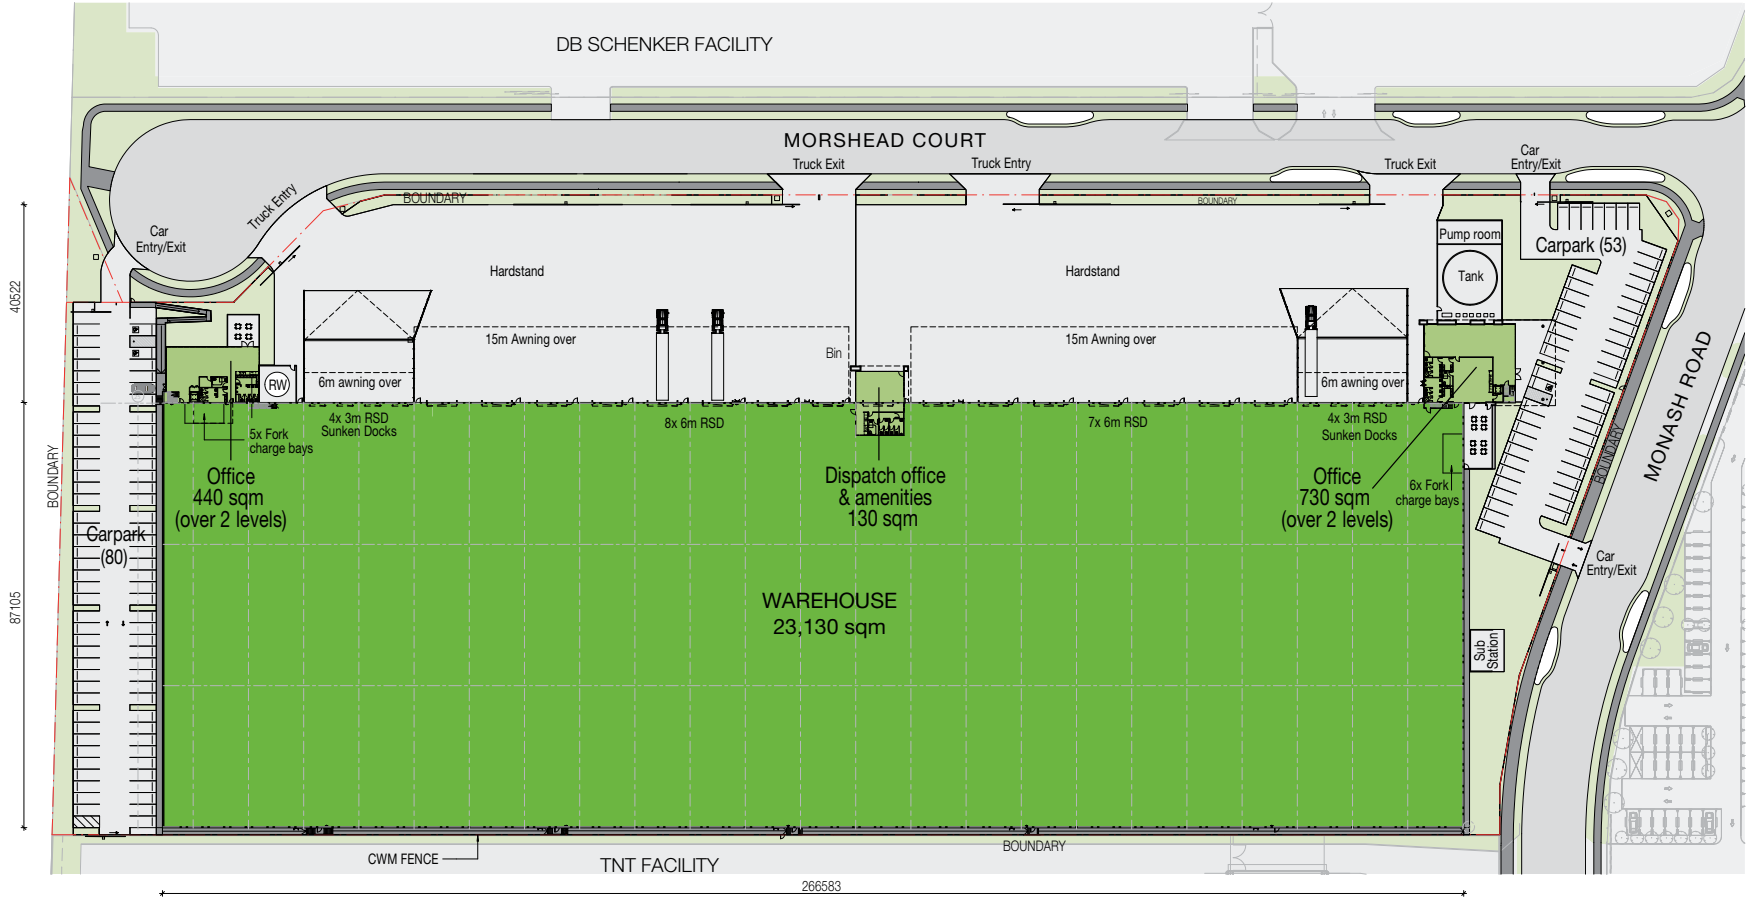 DB SCHENKER FACILITY
MORSHEAD COURT
Truck Exit
Truck Entry
Truck Exit
Car
Entry/Exit
Truck Entry
BOUNDARY
BOUNDARY
Car
Entry/Exit
Pump room
Carpark (53)
Hardstand
Hardstand
Tank
40522
15m Awning over
15m Awning over
Bin
RW
6m awning over
6m awning over
MONASH ROAD
4x 3m RSD
Sunken Docks
8x 6m RSD
7x 6m RSD
4x 3m RSD
Sunken Docks
5x Fork
charge bays
BOUNDARY
BOUNDARY
Office
440 sqm
(over 2 levels)
Dispatch office
& amenities
130 sqm
Office
730 sqm
(over 2 levels)
6x Fork
charge bays
Carpark
(80)
Car
Entry/Exit
87105
WAREHOUSE
23,130 sqm
Sub
Station
CWM FENCE
TNT FACILITY
BOUNDARY
266583